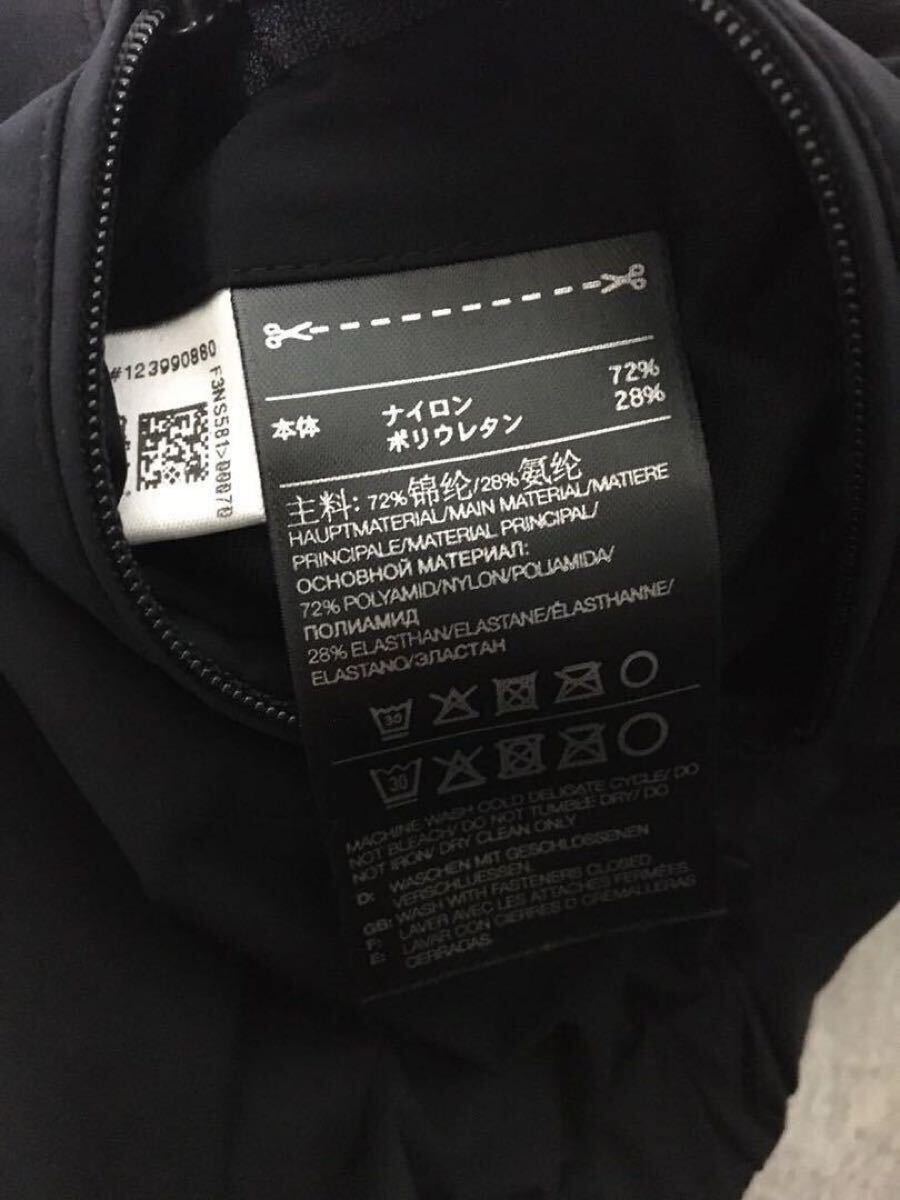 #123990880
F3NS581>00070
本体 ナイロン 72%
ポリウレタン 28%
主料: 72%锦纶/28%氨纶
HAUPTMATERIAL/MAIN MATERIAL/MATIERE
PRINCIPALE/MATERIAL PRINCIPAL/
ОСНОВНОЙ МАТЕРИАЛ:
72% POLYAMID/NYLON/POLIAMIDA/
ПОЛИАМИД
28% ELASTHAN/ELASTANE/ÉLASTHANNE/
ELASTANO/ЭЛАСТАН
30
30
MACHINE WASH COLD DELICATE CYCLE/ DO
NOT BLEACH/ DO NOT TUMBLE DRY/ DO
NOT IRON/ DRY CLEAN ONLY
D: WASCHEN MIT GESCHLOSSENEN
VERSCHLUESSEN.
GB: WASH WITH FASTENERS CLOSED
F: LAVER AVEC LES ATTACHES FERMÉES.
E: LAVAR CON CIERRES O CREMALLERAS
CERRADAS.